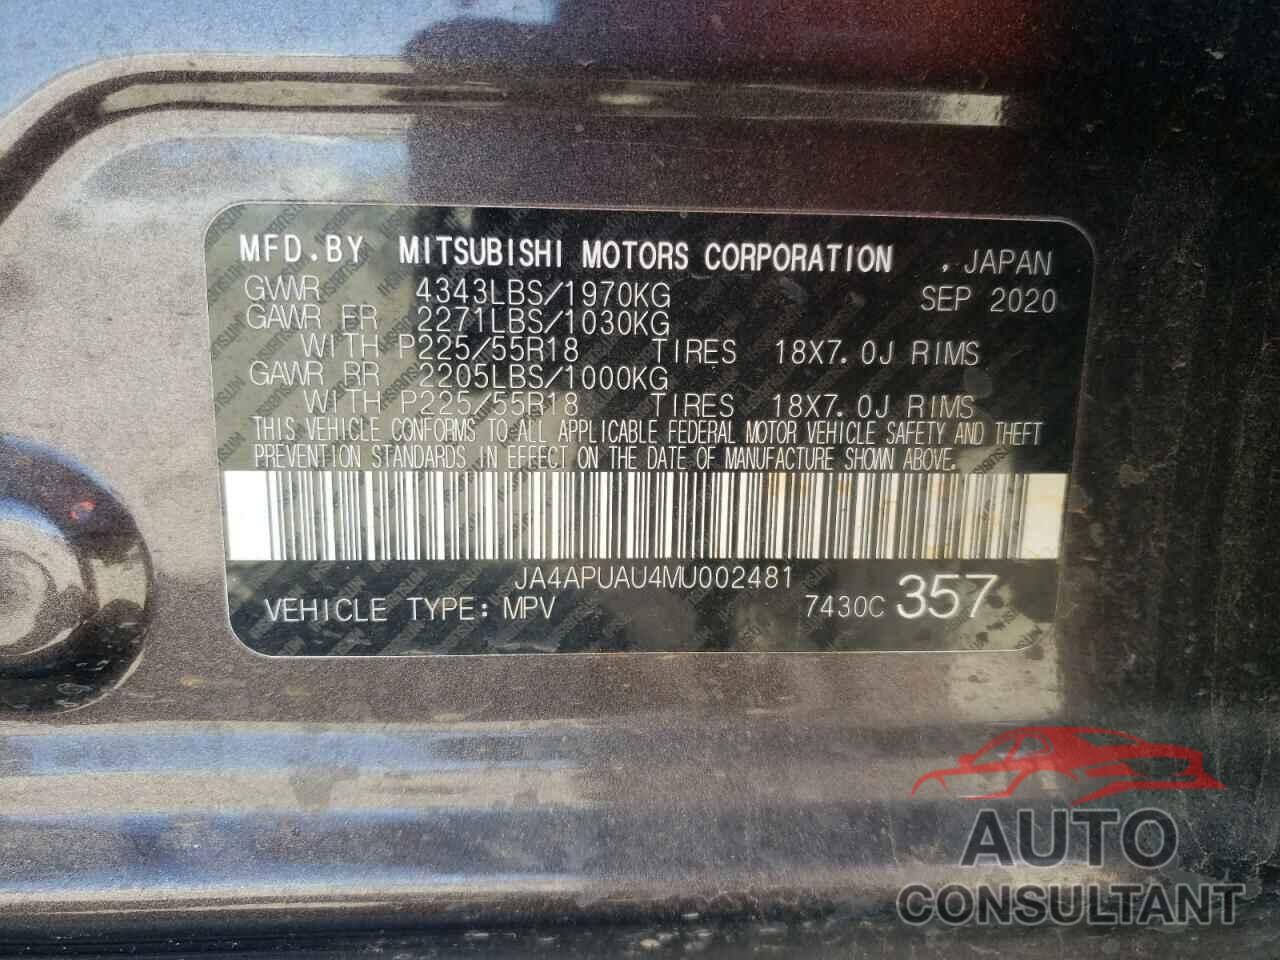 MFD.BY MITSUBISHI MOTORS CORPORATION , JAPAN
GVWR 4343LBS/1970KG SEP 2020
GAWR FR 2271LBS/1030KG
WITH P225/55R18 TIRES 18X7.0J RIMS
GAWR RR 2205LBS/1000KG
WITH P225/55R18 TIRES 18X7.0J RIMS
THIS VEHICLE CONFORMS TO ALL APPLICABLE FEDERAL MOTOR VEHICLE SAFETY AND THEFT
PREVENTION STANDARDS IN EFFECT ON THE DATE OF MANUFACTURE SHOWN ABOVE.
JA4APUAU4MU002481
VEHICLE TYPE: MPV 7430C 357
AUTO
CONSULTANT